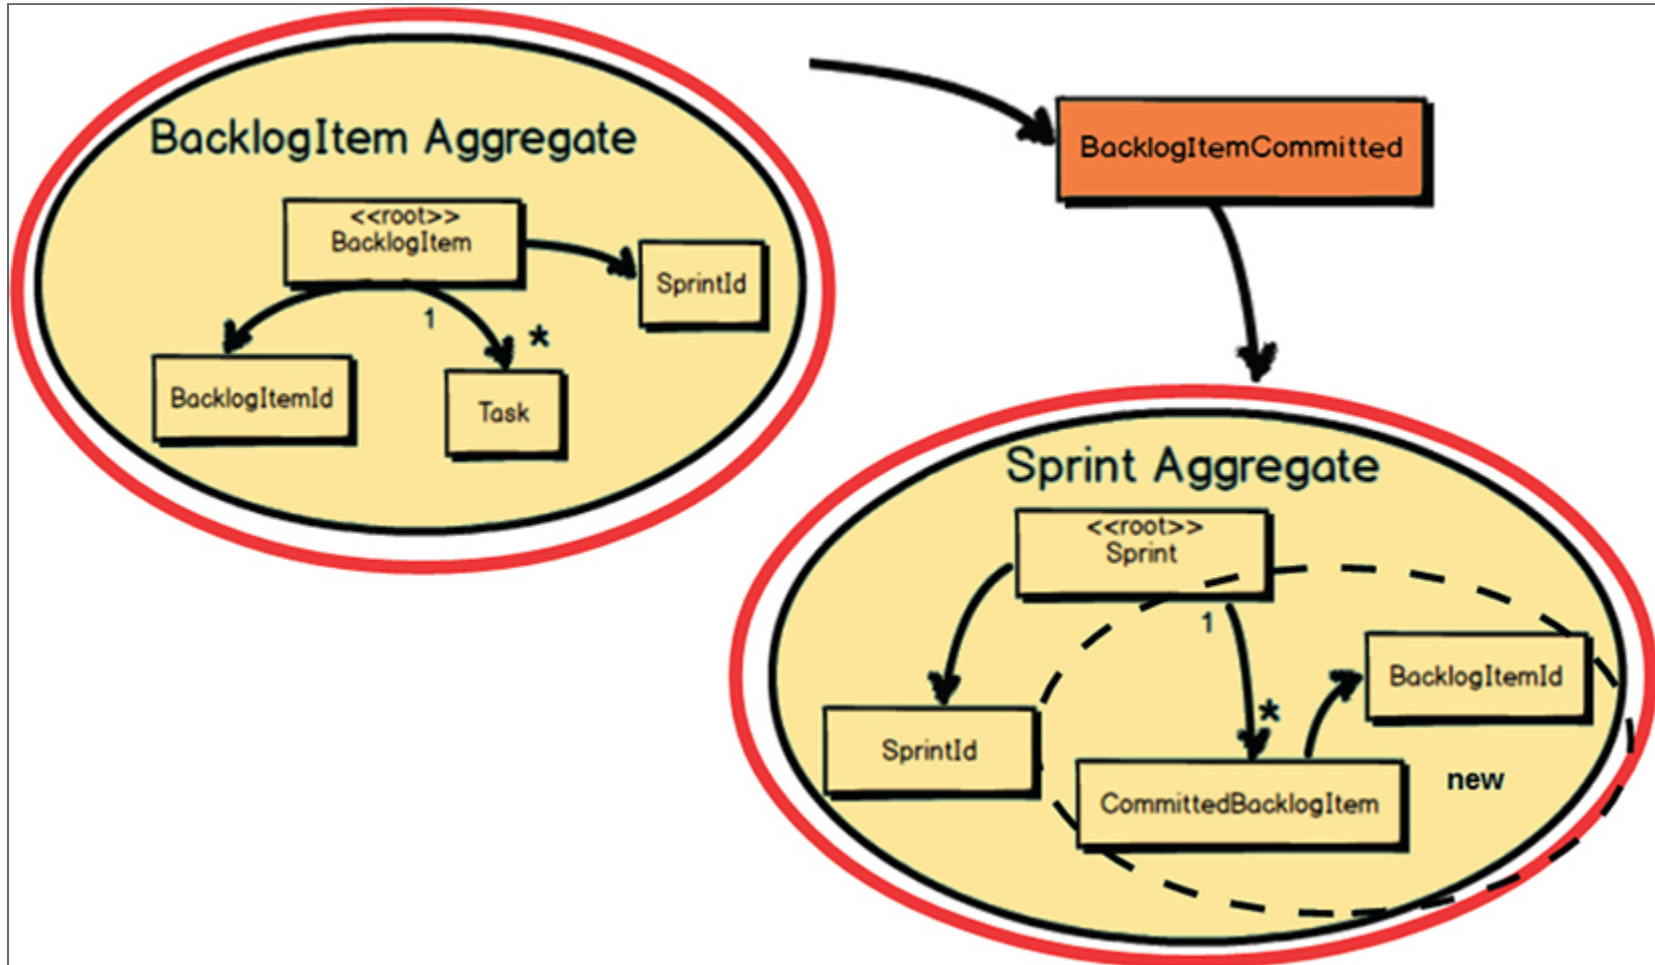 BacklogItem Aggregate
<<root>>
BacklogItem
SprintId
1
*
BacklogItemId
Task
BacklogItemCommitted
Sprint Aggregate
<<root>>
Sprint
1
*
BacklogItemId
SprintId
CommittedBacklogItem
new